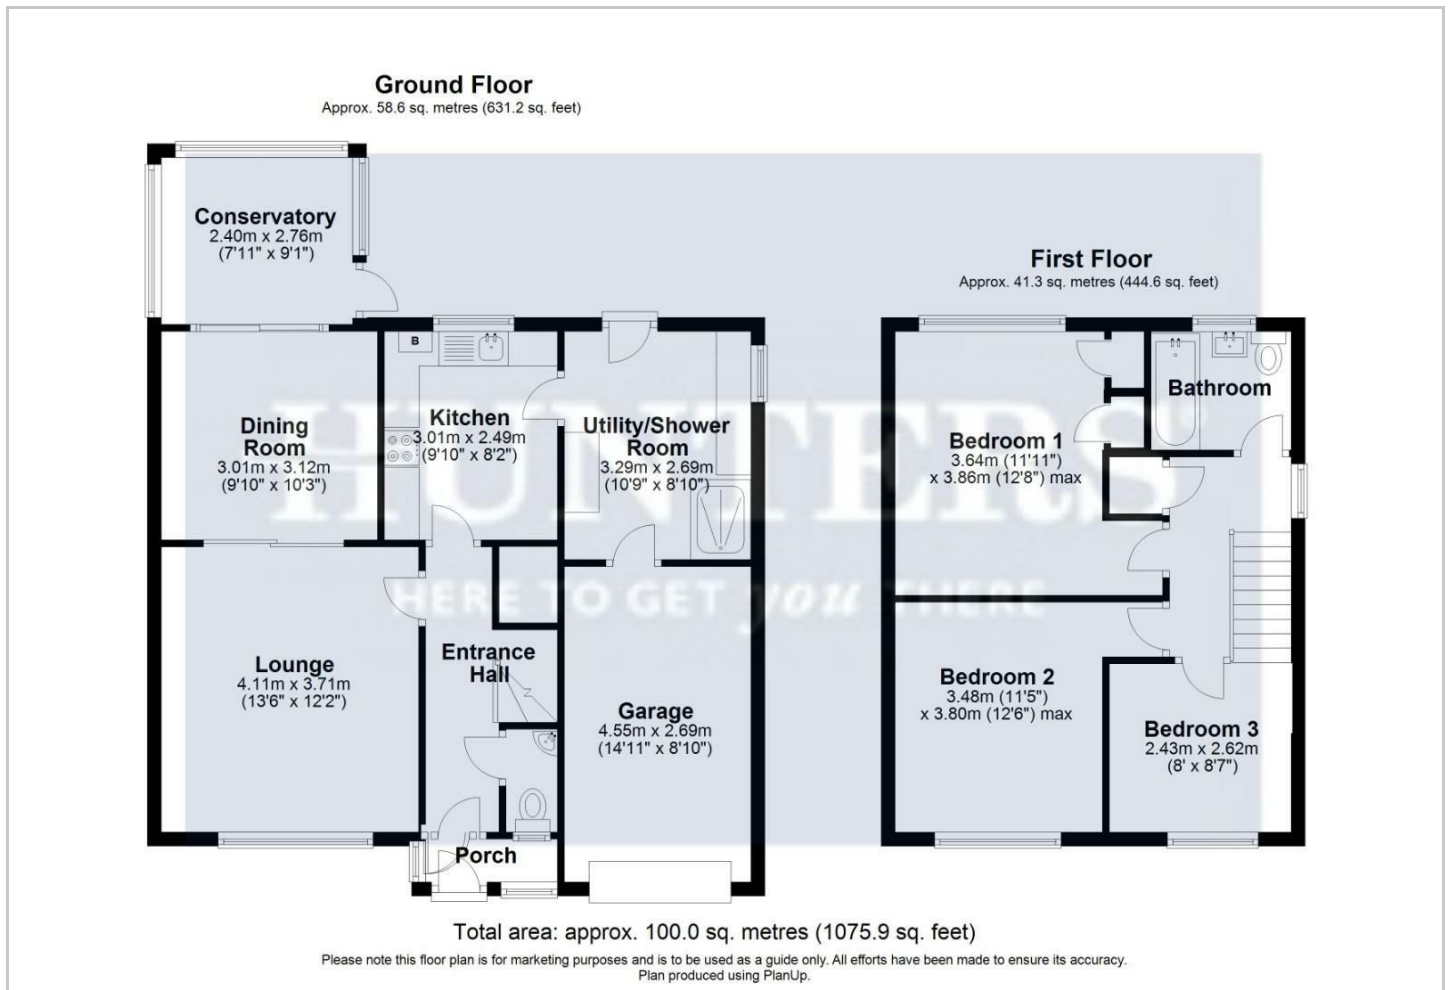 Ground Floor
Approx. 58.6 sq. metres (631.2 sq. feet)
Conservatory
2.40m x 2.76m
(7'11" x 9'1")
First Floor
Approx. 41.3 sq. metres (444.6 sq. feet)
B
Dining
Room
3.01m x 3.12m
(9'10" x 10'3")
Kitchen
3.01m x 2.49m
(9'10" x 8'2")
Utility/Shower
Room
3.29m x 2.69m
(10'9" x 8'10")
Bathroom
Bedroom 1
3.64m (11'11")
x 3.86m (12'8") max
HUNTERS®
HERE TO GET you THERE
Lounge
4.11m x 3.71m
(13'6" x 12'2")
Entrance
Hall
Garage
4.55m x 2.69m
(14'11" x 8'10")
Bedroom 2
3.48m (11'5")
x 3.80m (12'6") max
Bedroom 3
2.43m x 2.62m
(8' x 8'7")
Porch
Total area: approx. 100.0 sq. metres (1075.9 sq. feet)
Please note this floor plan is for marketing purposes and is to be used as a guide only. All efforts have been made to ensure its accuracy.
Plan produced using PlanUp.